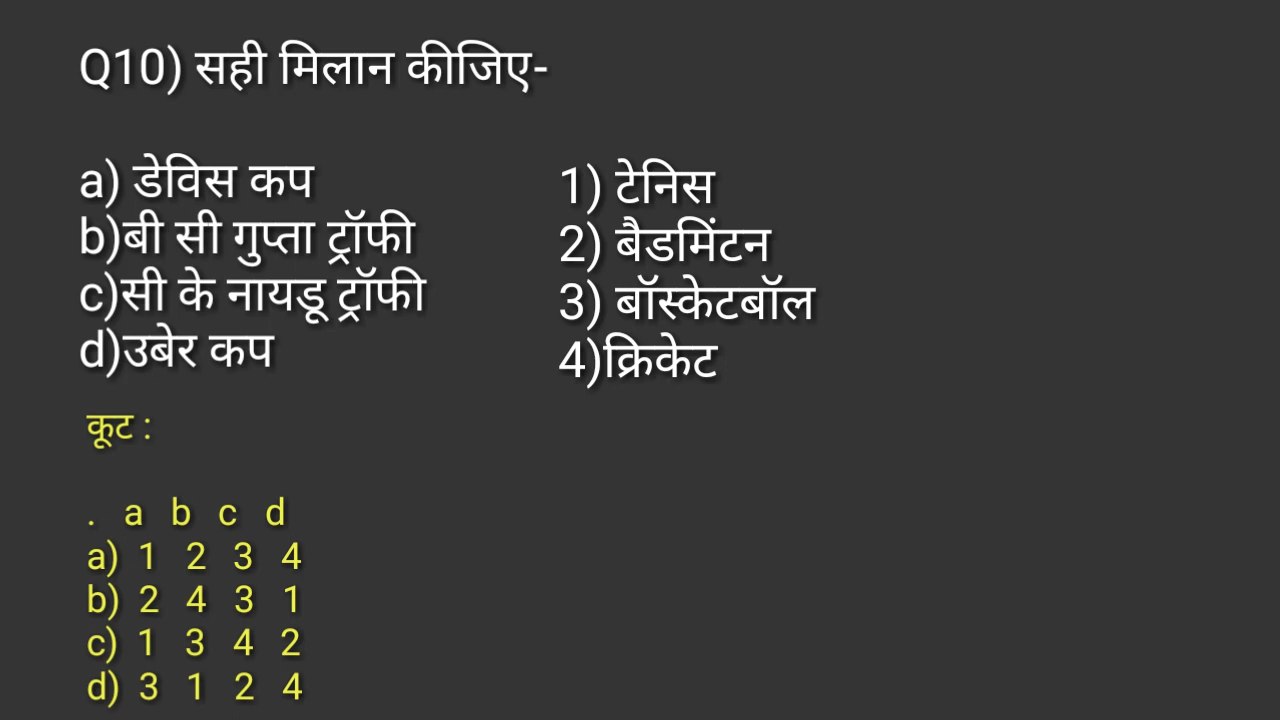 Q10) सही मिलान कीजिए-
a) डेविस कप
b)बी सी गुप्ता ट्रॉफी
c)सी के नायडू ट्रॉफी
d)उबेर कप
1) टेनिस
2) बैडमिंटन
3) बॉस्केटबॉल
4)क्रिकेट
कूट :
. a b c d
a) 1 2 3 4
b) 2 4 3 1
c) 1 3 4 2
d) 3 1 2 4